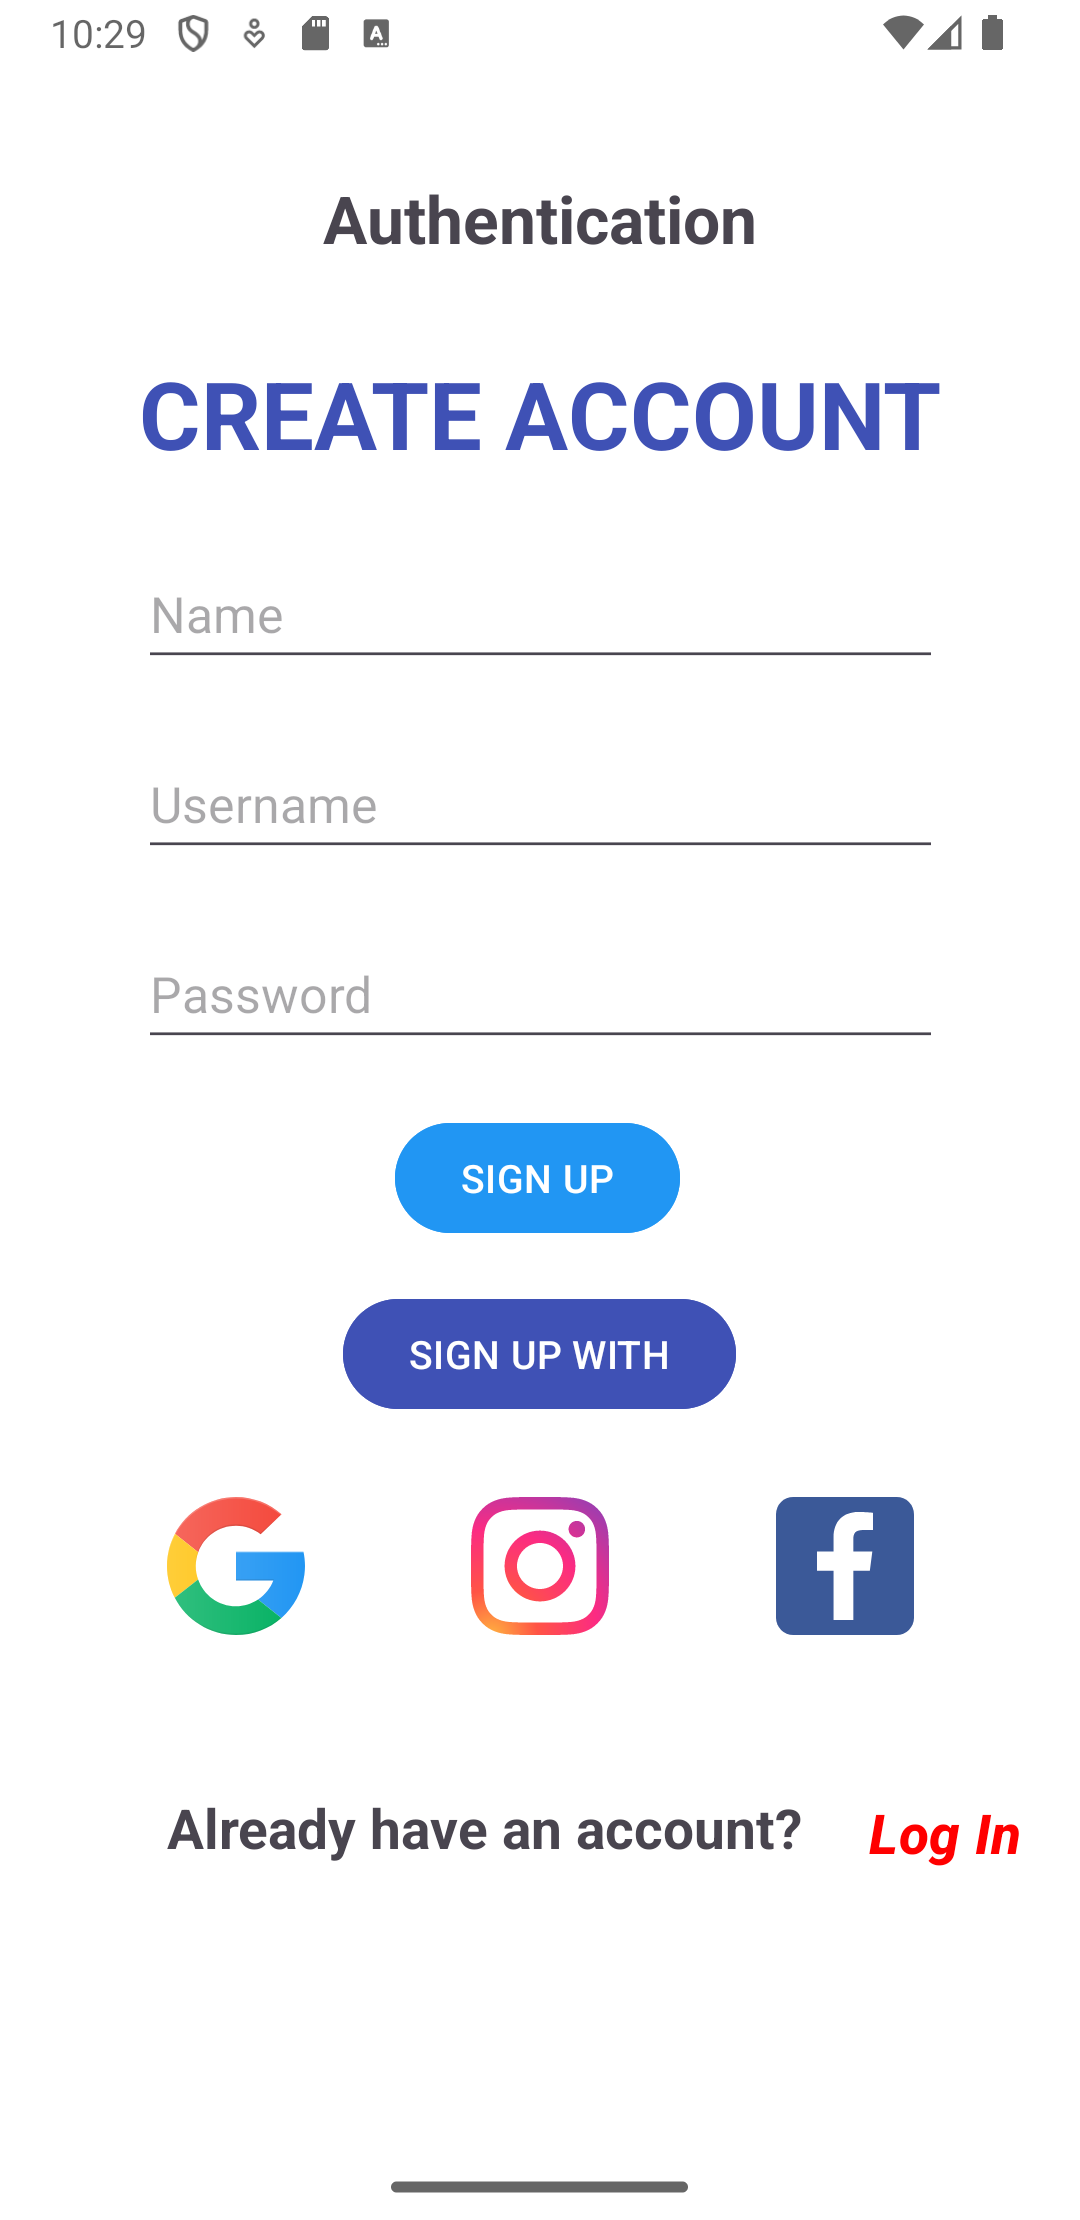 10:29
Authentication
CREATE ACCOUNT
Name
Username
Password
SIGN UP
SIGN UP WITH
Already have an account? Log In